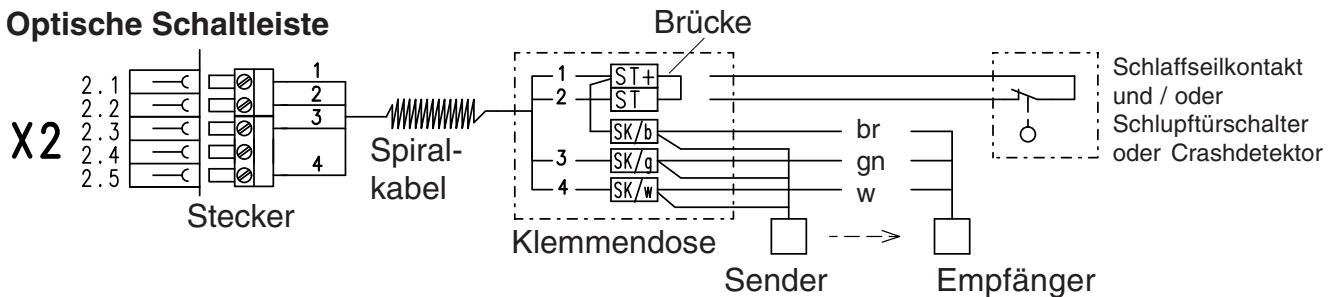 Optische Schaltleiste
X2
2.1
2.2
2.3
2.4
2.5
1
2
3
4
Stecker
Spiral-
kabel
Brücke
1 ST+
2 ST
SK/b
3 SK/g
4 SK/w
Klemmendose
br
gn
w
Sender
Empfänger
Schlaffseilkontakt
und / oder
Schlupftürschalter
oder Crashdetektor